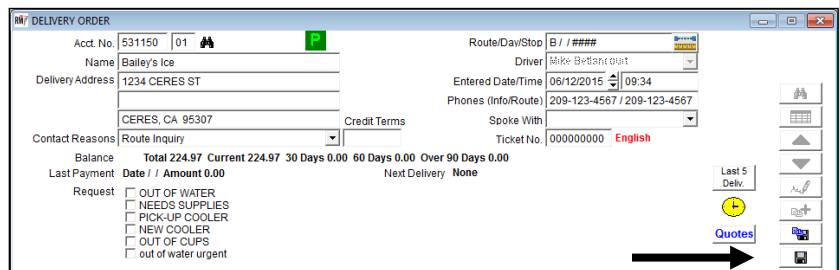 RW7 DELIVERY ORDER
Acct. No. 531150 01 P Route/Day/Stop B / / ####
Name Bailey's Ice Driver Mike Betancourt
Delivery Address 1234 CERES ST Entered Date/Time 06/12/2015 09:34
Phones (Info/Route) 209-123-4567 / 209-123-4567
CERES, CA 95307 Credit Terms Spoke With
Contact Reasons Route Inquiry Ticket No. 000000000 English
Balance Total 224.97 Current 224.97 30 Days 0.00 60 Days 0.00 Over 90 Days 0.00
Last Payment Date / / Amount 0.00 Next Delivery None
Last 5
Deliv.
Request OUT OF WATER
NEEDS SUPPLIES
PICK-UP COOLER
NEW COOLER
OUT OF CUPS
out of water urgent
Quotes